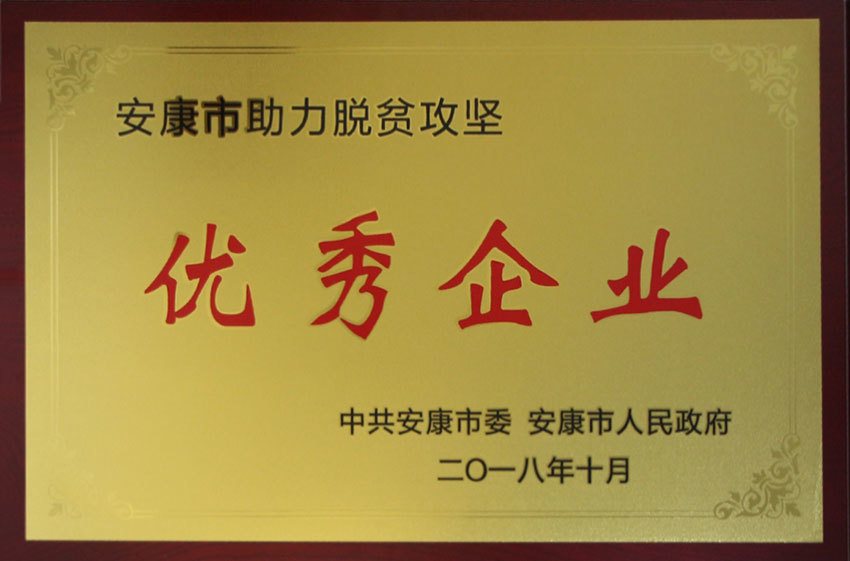 安康市助力脱贫攻坚
优秀企业
中共安康市委 安康市人民政府
二〇一八年十月